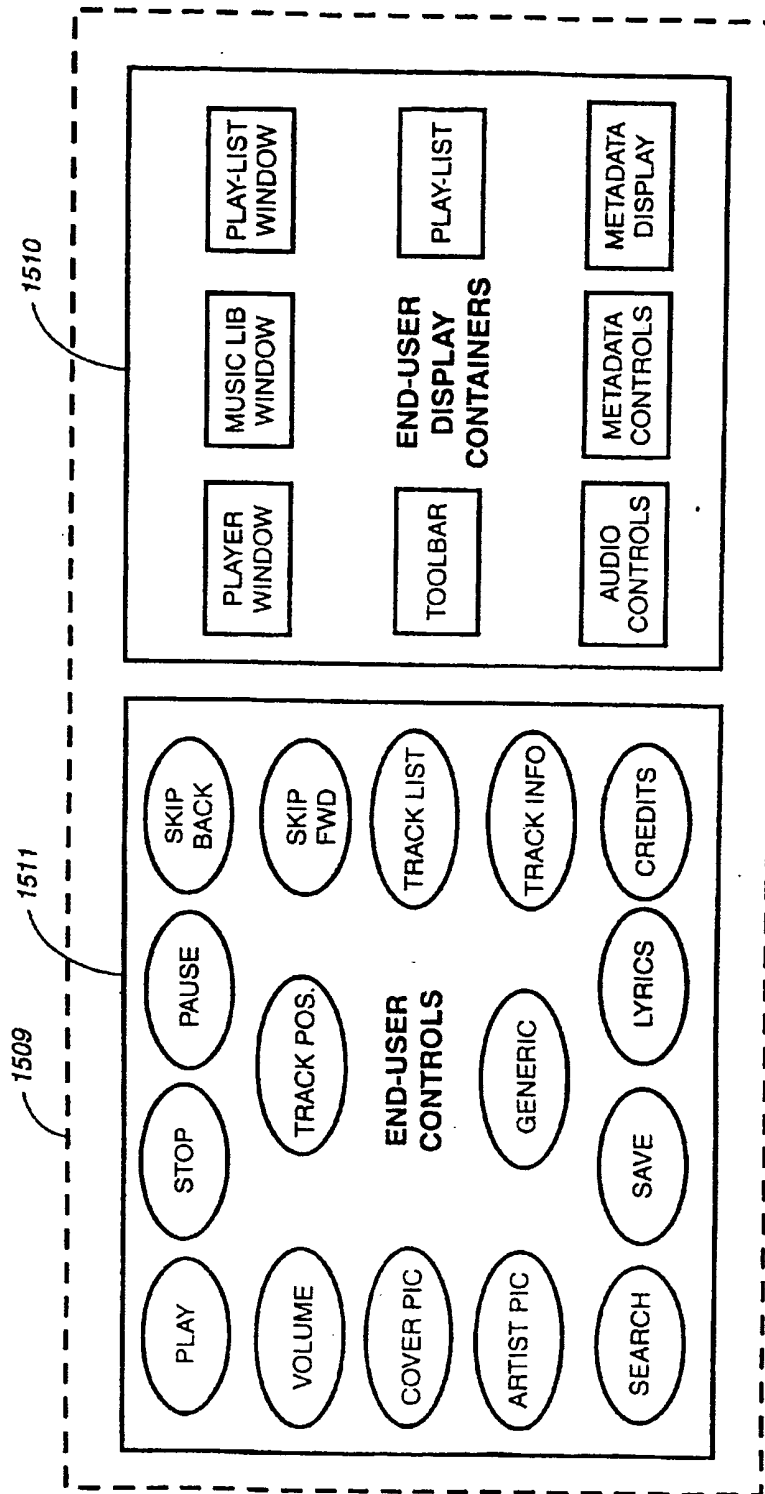 1509
1511
1510
PLAY
STOP
PAUSE
SKIP
BACK
VOLUME
TRACK POS.
SKIP
FWD
COVER PIC
END-USER
CONTROLS
TRACK LIST
ARTIST PIC
GENERIC
TRACK INFO
SEARCH
SAVE
LYRICS
CREDITS
PLAYER
WINDOW
MUSIC LIB
WINDOW
PLAY-LIST
WINDOW
TOOLBAR
END-USER
DISPLAY
CONTAINERS
PLAY-LIST
AUDIO
CONTROLS
METADATA
CONTROLS
METADATA
DISPLAY